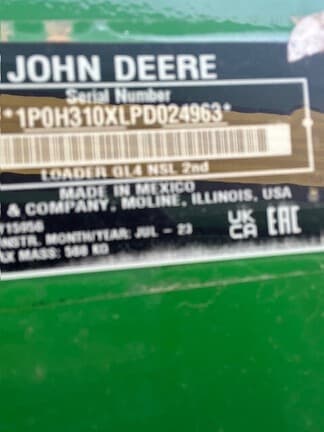 JOHN DEERE
Serial Number
*1P0H310XLPD024963*
LOADER GL4 NSL 2nd
MADE IN MEXICO
& COMPANY, MOLINE, ILLINOIS, USA
UK CA EAC
NSTR. MONTH/YEAR: JUL - 23
AX MASS: 588 KG